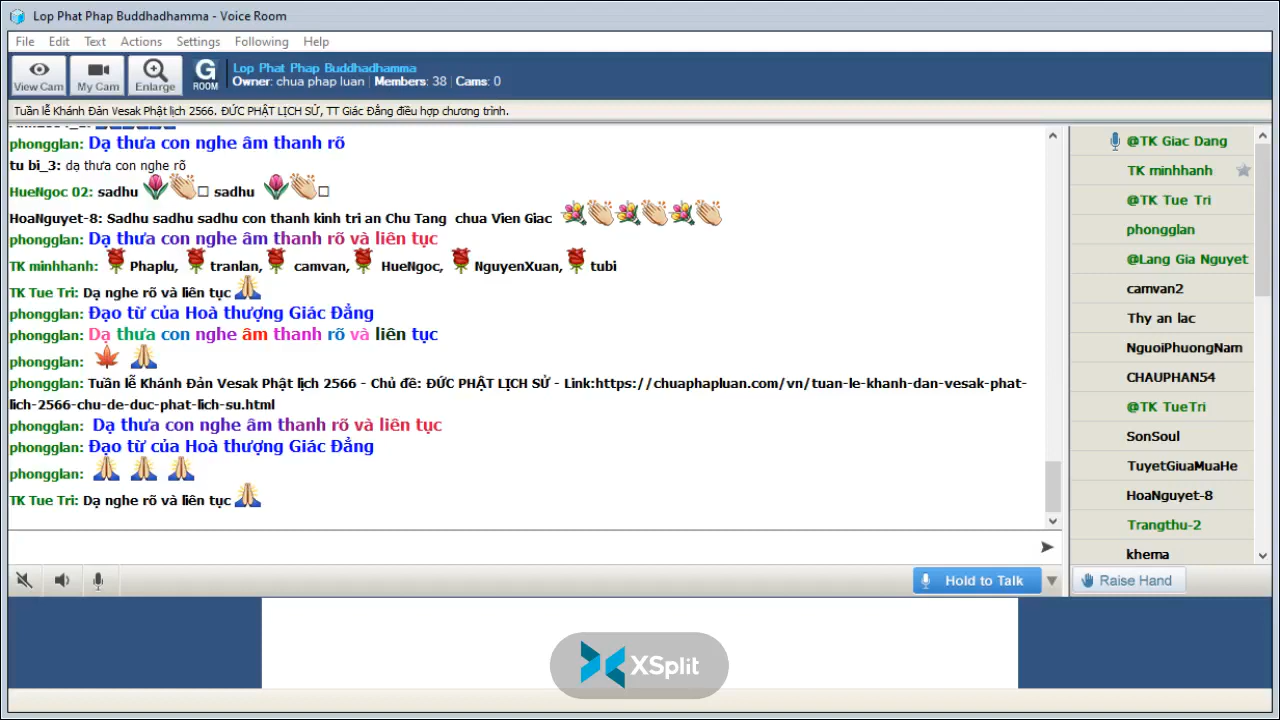 Lop Phat Phap Buddhadhamma - Voice Room
File Edit Text Actions Settings Following Help
View Cam My Cam Enlarge G ROOM
Lop Phat Phap Buddhadhamma
Owner: chua phap luan | Members: 38 | Cams: 0
Tuần lễ Khánh Đản Vesak Phật lịch 2566. ĐỨC PHẬT LỊCH SỬ, TT Giác Đẳng điều hợp chương trình.
phongglan: Dạ thưa con nghe âm thanh rõ
tu bi_3: dạ thưa con nghe rõ
HueNgoc 02: sadhu sadhu
HoaNguyet-8: Sadhu sadhu sadhu con thanh kinh tri an Chu Tang chua Vien Giac
phongglan: Dạ thưa con nghe âm thanh rõ và liên tục
TK minhhanh: Phaplu, tranlan, camvan, HueNgoc, NguyenXuan, tubi
TK Tue Tri: Dạ nghe rõ và liên tục
phongglan: Đạo từ của Hoà thượng Giác Đẳng
phongglan: Dạ thưa con nghe âm thanh rõ và liên tục
phongglan:
phongglan: Tuần lễ Khánh Đản Vesak Phật lịch 2566 - Chủ đề: ĐỨC PHẬT LỊCH SỬ - Link:https://chuaphapluan.com/vn/tuan-le-khanh-dan-vesak-phat-
lich-2566-chu-de-duc-phat-lich-su.html
phongglan: Dạ thưa con nghe âm thanh rõ và liên tục
phongglan: Đạo từ của Hoà thượng Giác Đẳng
phongglan:
TK Tue Tri: Dạ nghe rõ và liên tục
@TK Giac Dang
TK minhhanh
@TK Tue Tri
phongglan
@Lang Gia Nguyet
camvan2
Thy an lac
NguoiPhuongNam
CHAUPHAN54
@TK TueTri
SonSoul
TuyetGiuaMuaHe
HoaNguyet-8
Trangthu-2
khema
Hold to Talk
Raise Hand
XSplit